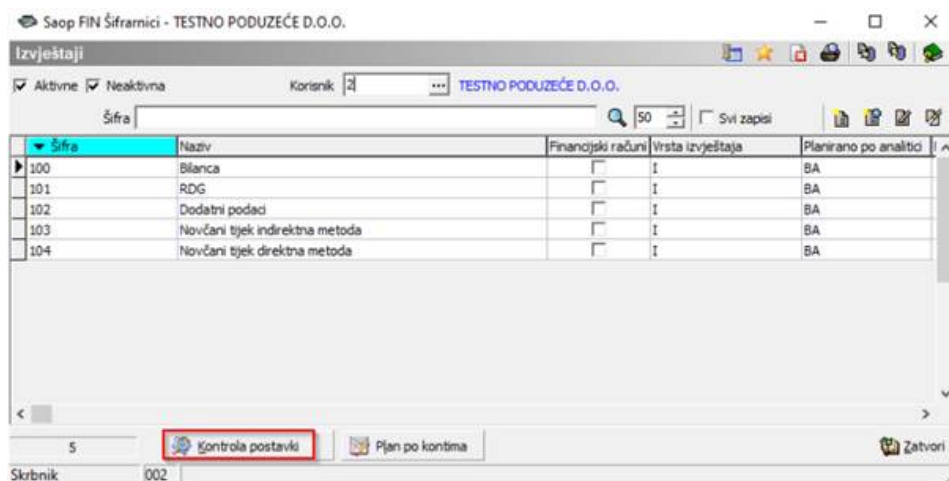 Saop FIN Šifrarnici - TESTNO PODUZEĆE D.O.O.
Izvještaji
Aktivne Neaktivna Korisnik 2 ... TESTNO PODUZEĆE D.O.O.
Šifra 50 Svi zapisi
Šifra Naziv Financijski računi Vrsta izvještaja Planirano po analitici
100 Bilanca I BA
101 RDG I BA
102 Dodatni podaci I BA
103 Novčani tijek indirektna metoda I BA
104 Novčani tijek direktna metoda I BA
5 Kontrola postavki Plan po kontima Zatvori
Skrbnik 002